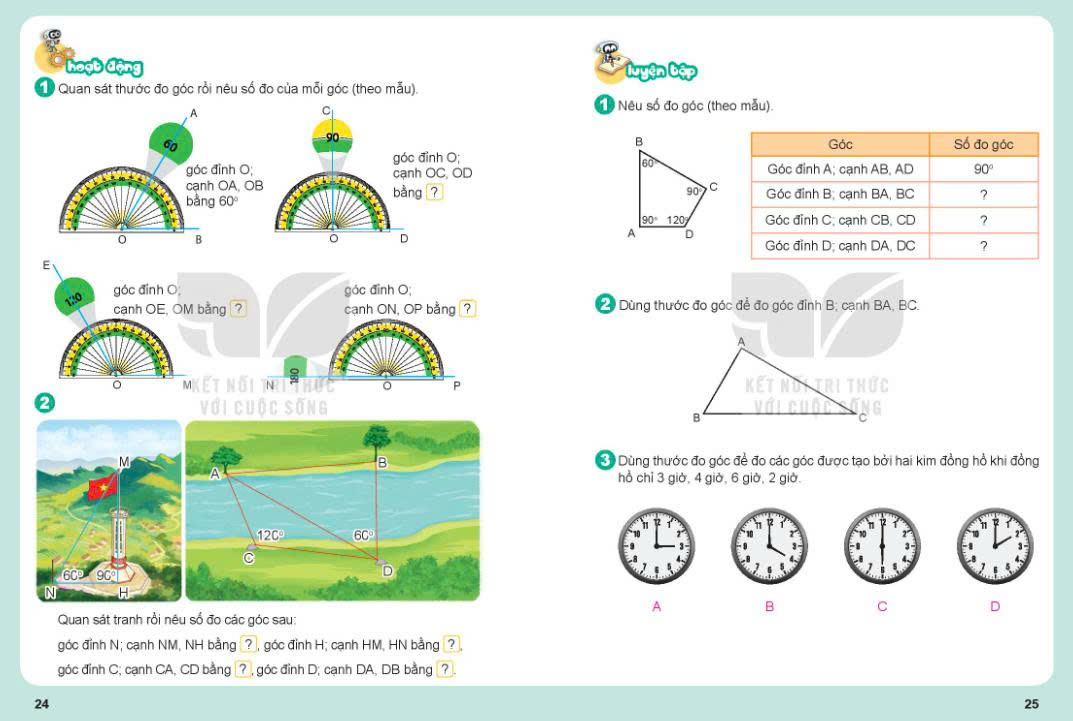 hoạt động
1 Quan sát thước đo góc rồi nêu số đo của mỗi góc (theo mẫu).
A
60
góc đỉnh O;
cạnh OA, OB
bằng 60°
O
B
C
90
góc đỉnh O;
cạnh OC, OD
bằng ?
O
D
E
120
góc đỉnh O;
cạnh OE, OM bằng ?
O
M
góc đỉnh O;
cạnh ON, OP bằng ?
180
N
O
P
KẾT NỐI TRI THỨC
VỚI CUỘC SỐNG
2
M
60°
90°
N
H
A
B
120°
60°
C
D
Quan sát tranh rồi nêu số đo các góc sau:
góc đỉnh N; cạnh NM, NH bằng ?, góc đỉnh H; cạnh HM, HN bằng ?,
góc đỉnh C; cạnh CA, CD bằng ?, góc đỉnh D; cạnh DA, DB bằng ?.
24
luyện tập
1 Nêu số đo góc (theo mẫu).
B
60°
90°
C
90°
120°
A
D
Góc Số đo góc
Góc đỉnh A; cạnh AB, AD 90°
Góc đỉnh B; cạnh BA, BC ?
Góc đỉnh C; cạnh CB, CD ?
Góc đỉnh D; cạnh DA, DC ?
2 Dùng thước đo góc để đo góc đỉnh B; cạnh BA, BC.
A
KẾT NỐI TRI THỨC
VỚI CUỘC SỐNG
B
C
3 Dùng thước đo góc để đo các góc được tạo bởi hai kim đồng hồ khi đồng
hồ chỉ 3 giờ, 4 giờ, 6 giờ, 2 giờ.
A
B
C
D
25